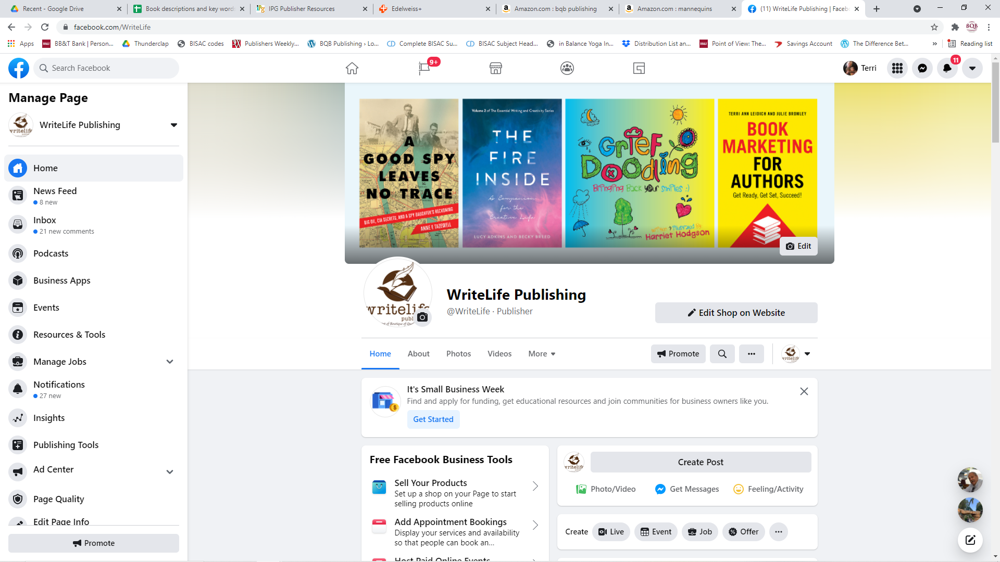 Recent - Google Drive
Book descriptions and key words
IPG Publisher Resources
Edelweiss+
Amazon.com : bqb publishing
Amazon.com : mannequins
(11) WriteLife Publishing | Faceb
facebook.com/WriteLife
BQB
Apps
BB&T Bank | Person...
Thunderclap
BISAC codes
Publishers Weekly...
BQB Publishing › Lo...
Complete BISAC Su...
BISAC Subject Head...
in Balance Yoga In...
Distribution List an...
Point of View: The...
Savings Account
The Difference Bet...
»
Reading list
Search Facebook
9+
Terri
11
Manage Page
WriteLife Publishing
Home
News Feed
8 new
Inbox
21 new comments
Podcasts
Business Apps
Events
Resources & Tools
Manage Jobs
Notifications
27 new
Insights
Publishing Tools
Ad Center
Page Quality
Edit Page Info
Promote
A
GOOD SPY
LEAVES
NO TRACE
BIG OIL, CIA SECRETS, AND A SPY DAUGHTER'S RECKONING
ANNE E TAZEWELL
Volume 2 of The Essential Writing and Creativity Series
THE
FIRE
INSIDE
A Companion
for the
Creative Life
LUCY ADKINS AND BECKY BREED
GRIEF
Doodling
Bringing Back your smiles :)
written & illustrated By
Harriet Hodgson
TERRI ANN LEIDICH AND JULIE BROMLEY
BOOK
MARKETING
FOR
AUTHORS
Get Ready, Get Set, Succeed!
Edit
writelife
WriteLife Publishing
@WriteLife · Publisher
Edit Shop on Website
Home
About
Photos
Videos
More
Promote
It's Small Business Week
Find and apply for funding, get educational resources and join communities for business owners like you.
Get Started
Free Facebook Business Tools
Sell Your Products
Set up a shop on your Page to start
selling products online
Add Appointment Bookings
Display your services and availability
so that people can book an...
Host Paid Online Events
writelife
Create Post
Photo/Video
Get Messages
Feeling/Activity
Create
Live
Event
Job
Offer